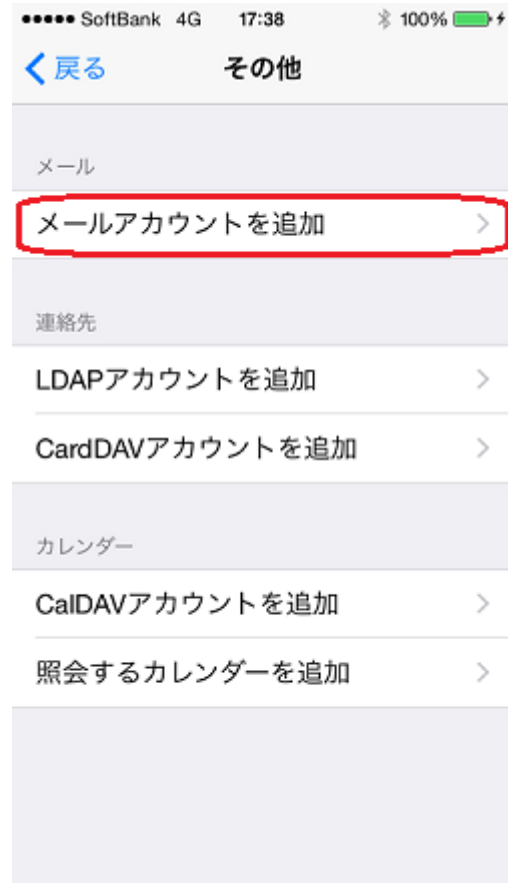 SoftBank 4G 17:38 100%
戻る その他
メール
メールアカウントを追加
連絡先
LDAPアカウントを追加
CardDAVアカウントを追加
カレンダー
CalDAVアカウントを追加
照会するカレンダーを追加